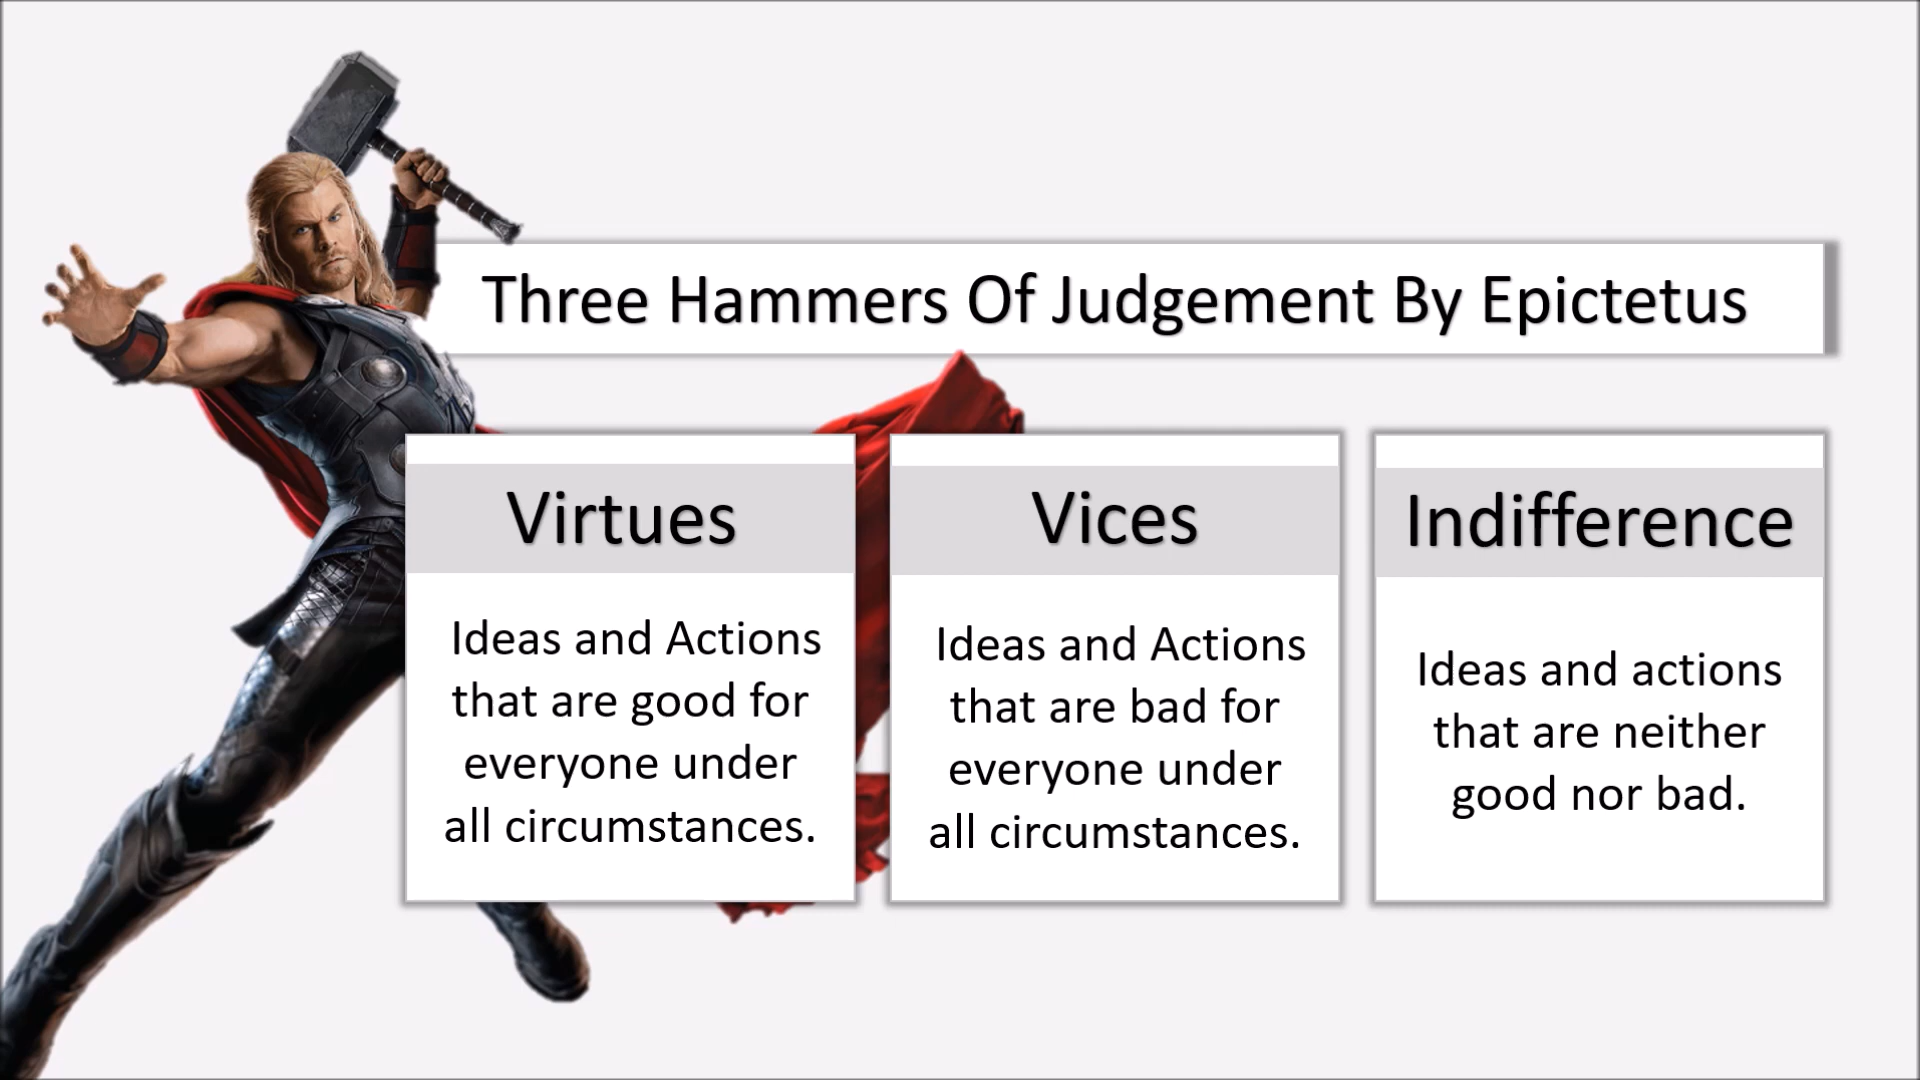 Three Hammers Of Judgement By Epictetus
Virtues
Ideas and Actions
that are good for
everyone under
all circumstances.
Vices
Ideas and Actions
that are bad for
everyone under
all circumstances.
Indifference
Ideas and actions
that are neither
good nor bad.